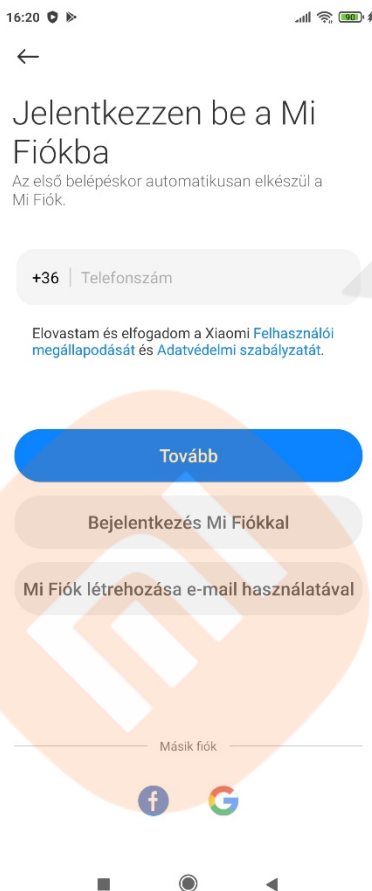 16:20
90
Jelentkezzen be a Mi
Fiókba
Az első belépéskor automatikusan elkészül a
Mi Fiók.
+36 Telefonszám
Elovastam és elfogadom a Xiaomi Felhasználói
megállapodását és Adatvédelmi szabályzatát.
Tovább
Bejelentkezés Mi Fiókkal
Mi Fiók létrehozása e-mail használatával
Másik fiók